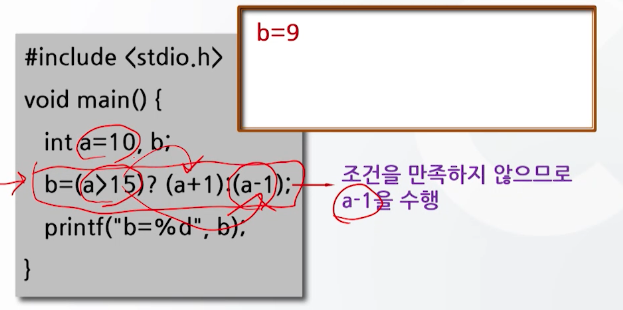 b=9
#include <stdio.h>
void main() {
int a=10, b;
b=(a>15)? (a+1):(a-1);
printf("b=%d", b);
}
조건을 만족하지 않으므로
a-1을 수행